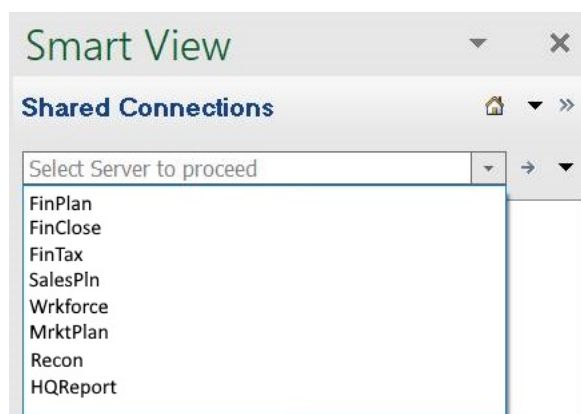 Smart View
Shared Connections
Select Server to proceed
FinPlan
FinClose
FinTax
SalesPln
Wrkforce
MrktPlan
Recon
HQReport